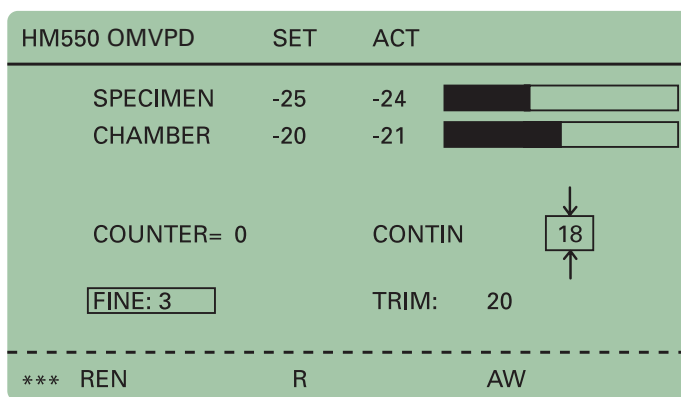 HM550 OMVPD SET ACT
SPECIMEN -25 -24
CHAMBER -20 -21
COUNTER= 0 CONTIN 18
FINE: 3 TRIM: 20
*** REN R AW